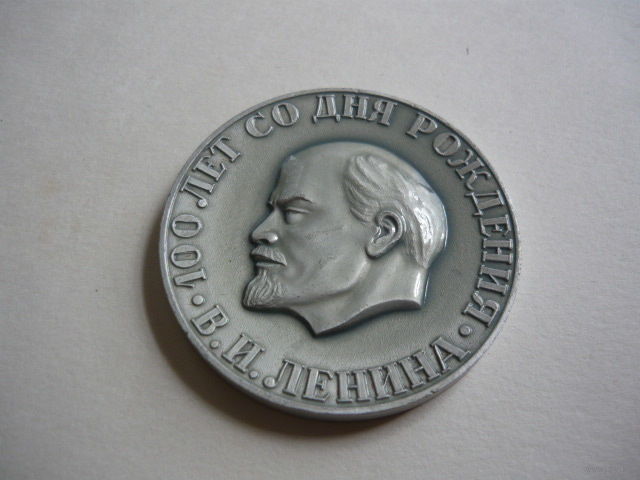 100 ЛЕТ СО ДНЯ РОЖДЕНИЯ
В.И. ЛЕНИНА